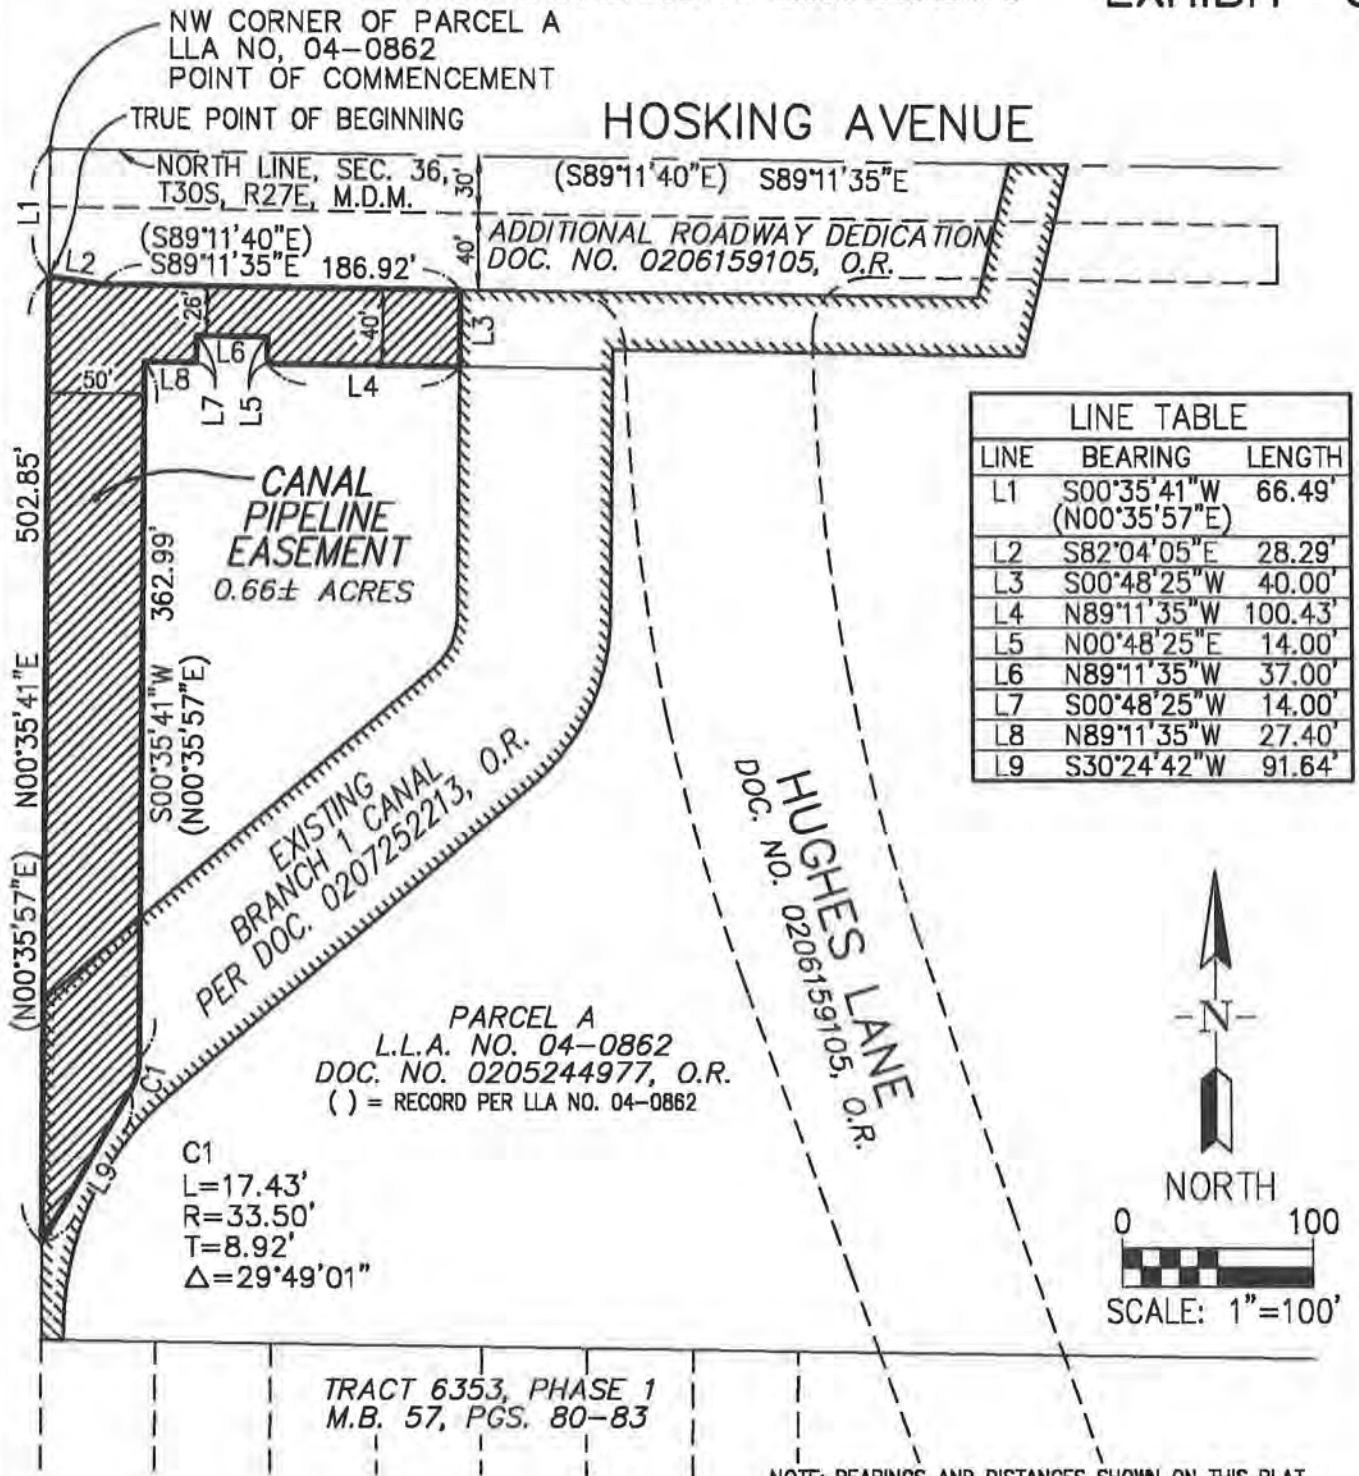 EXHIBIT
NW CORNER OF PARCEL A
LLA NO, 04-0862
POINT OF COMMENCEMENT
TRUE POINT OF BEGINNING
HOSKING AVENUE
NORTH LINE, SEC. 36,
T30S, R27E, M.D.M.
30'
(S89°11'40"E) S89°11'35"E
L1
(S89°11'40"E)
S89°11'35"E 186.92'
L2
40'
ADDITIONAL ROADWAY DEDICATION
DOC. NO. 0206159105, O.R.
26'
40'
L3
L6
L8
L4
50'
L7
L5
LINE TABLE
LINE BEARING LENGTH
L1 S00°35'41"W 66.49'
(N00°35'57"E)
L2 S82°04'05"E 28.29'
L3 S00°48'25"W 40.00'
L4 N89°11'35"W 100.43'
L5 N00°48'25"E 14.00'
L6 N89°11'35"W 37.00'
L7 S00°48'25"W 14.00'
L8 N89°11'35"W 27.40'
L9 S30°24'42"W 91.64'
CANAL
PIPELINE
EASEMENT
0.66± ACRES
(N00°35'57"E) N00°35'41"E 502.85'
S00°35'41"W 362.99'
(N00°35'57"E)
EXISTING
BRANCH 1 CANAL
PER DOC. 0207252213, O.R.
HUGHES LANE
DOC. NO. 0206159105, O.R.
PARCEL A
L.L.A. NO. 04-0862
DOC. NO. 0205244977, O.R.
( ) = RECORD PER LLA NO. 04-0862
C1
L9
C1
L=17.43'
R=33.50'
T=8.92'
Δ=29°49'01"
N
NORTH
0 100
SCALE: 1"=100'
TRACT 6353, PHASE 1
M.B. 57, PGS. 80-83
NOTE: BEARINGS AND DISTANCES SHOWN ON THIS PLAT